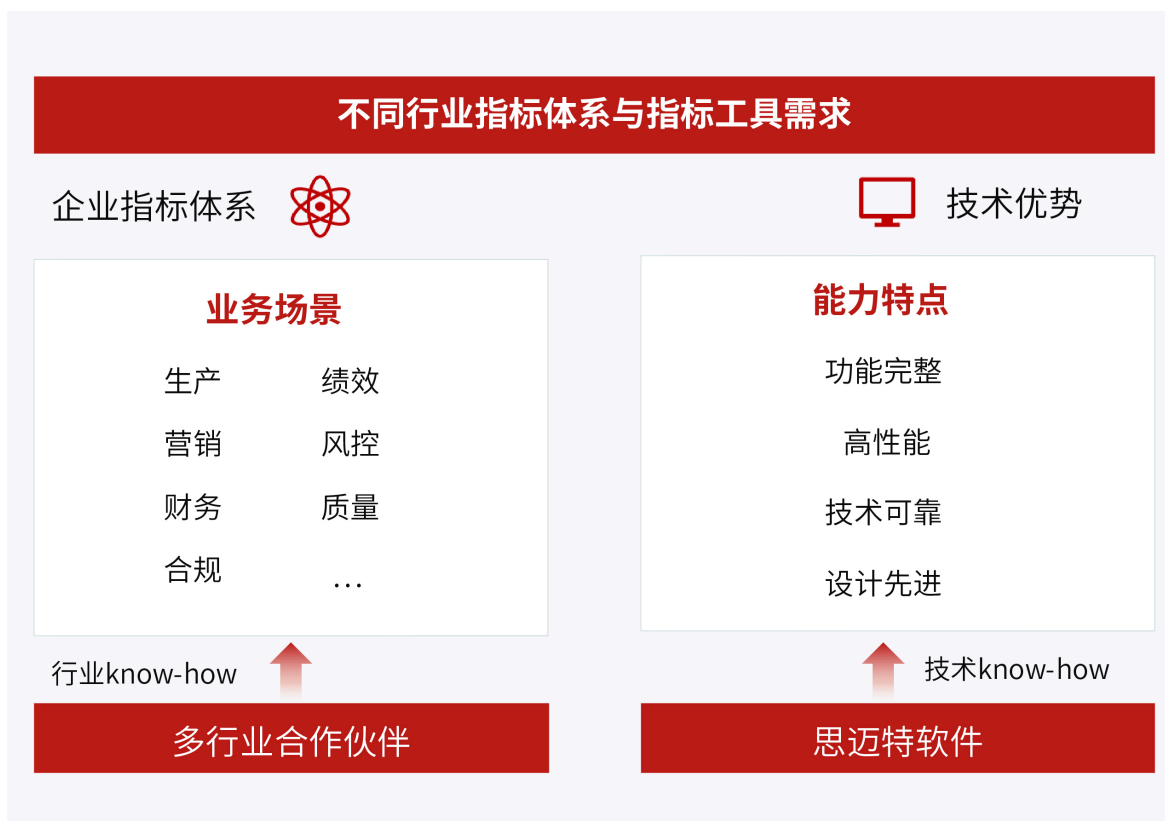 不同行业指标体系与指标工具需求
企业指标体系
业务场景
生产 绩效
营销 风控
财务 质量
合规 …
行业know-how
多行业合作伙伴
技术优势
能力特点
功能完整
高性能
技术可靠
设计先进
技术know-how
思迈特软件